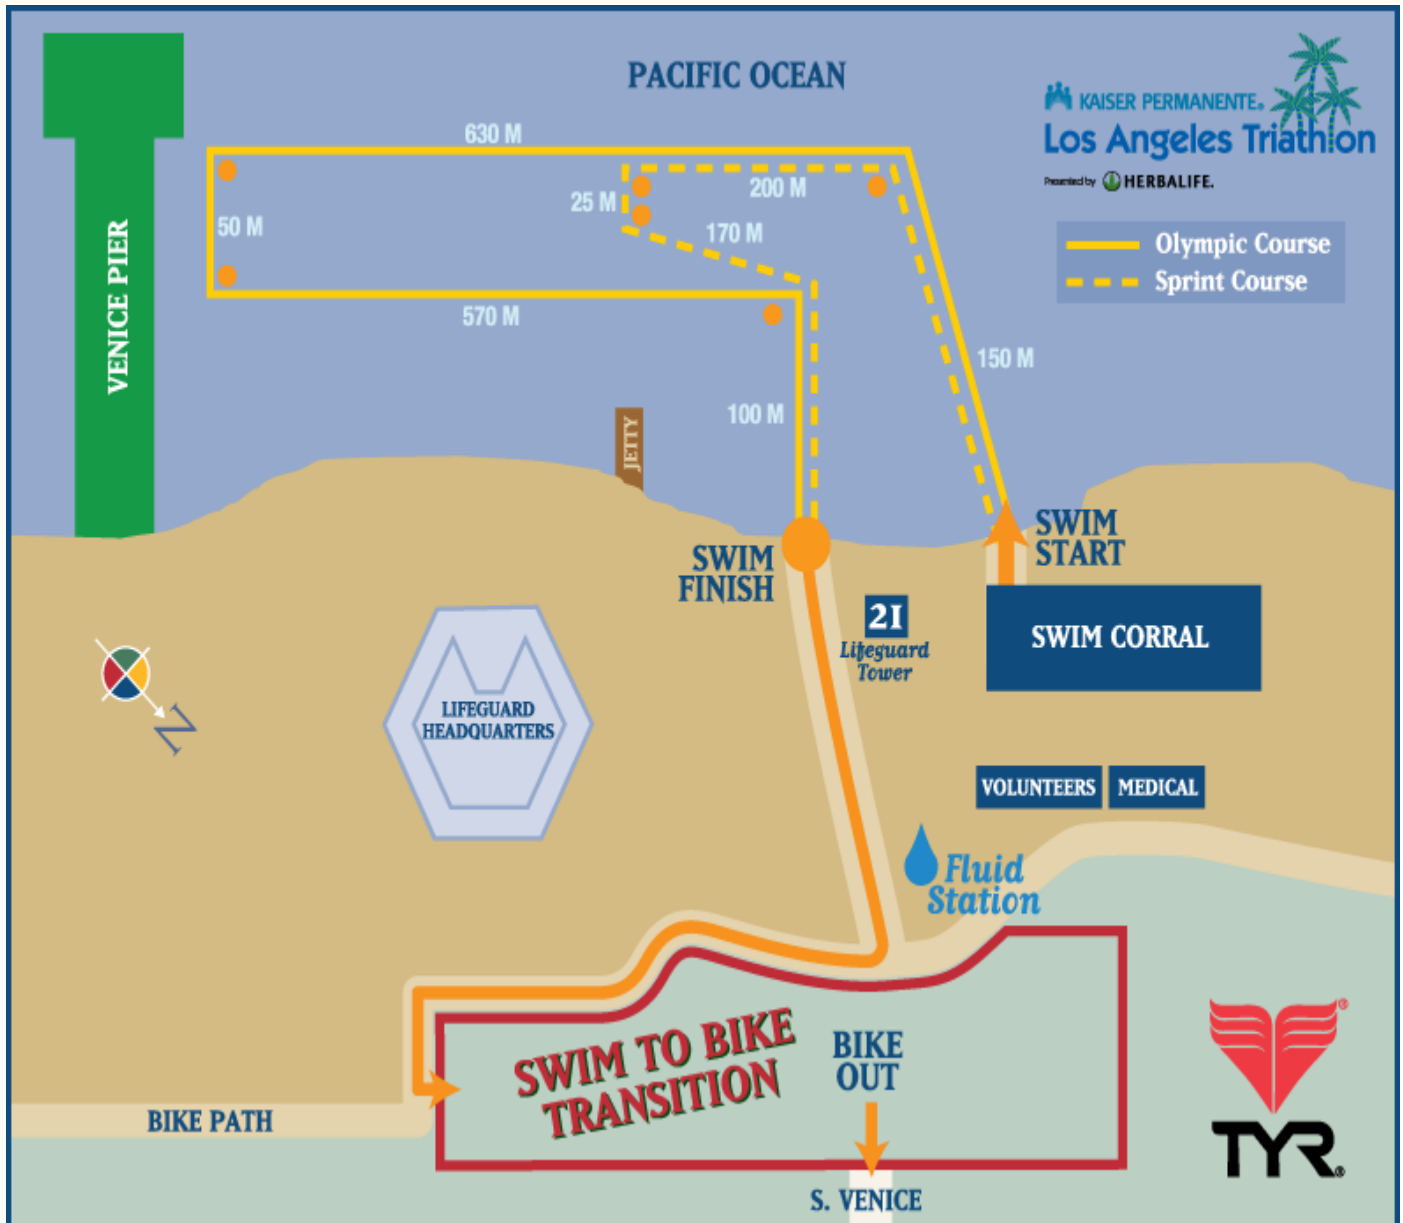 PACIFIC OCEAN
KAISER PERMANENTE®
Los Angeles Triathlon
Presented by HERBALIFE.
630 M
25 M
200 M
50 M
170 M
Olympic Course
Sprint Course
VENICE PIER
570 M
150 M
100 M
JETTY
SWIM
START
SWIM
FINISH
21
Lifeguard
Tower
SWIM CORRAL
N
LIFEGUARD
HEADQUARTERS
VOLUNTEERS
MEDICAL
Fluid
Station
SWIM TO BIKE
TRANSITION
BIKE
OUT
BIKE PATH
®
TYR®
S. VENICE